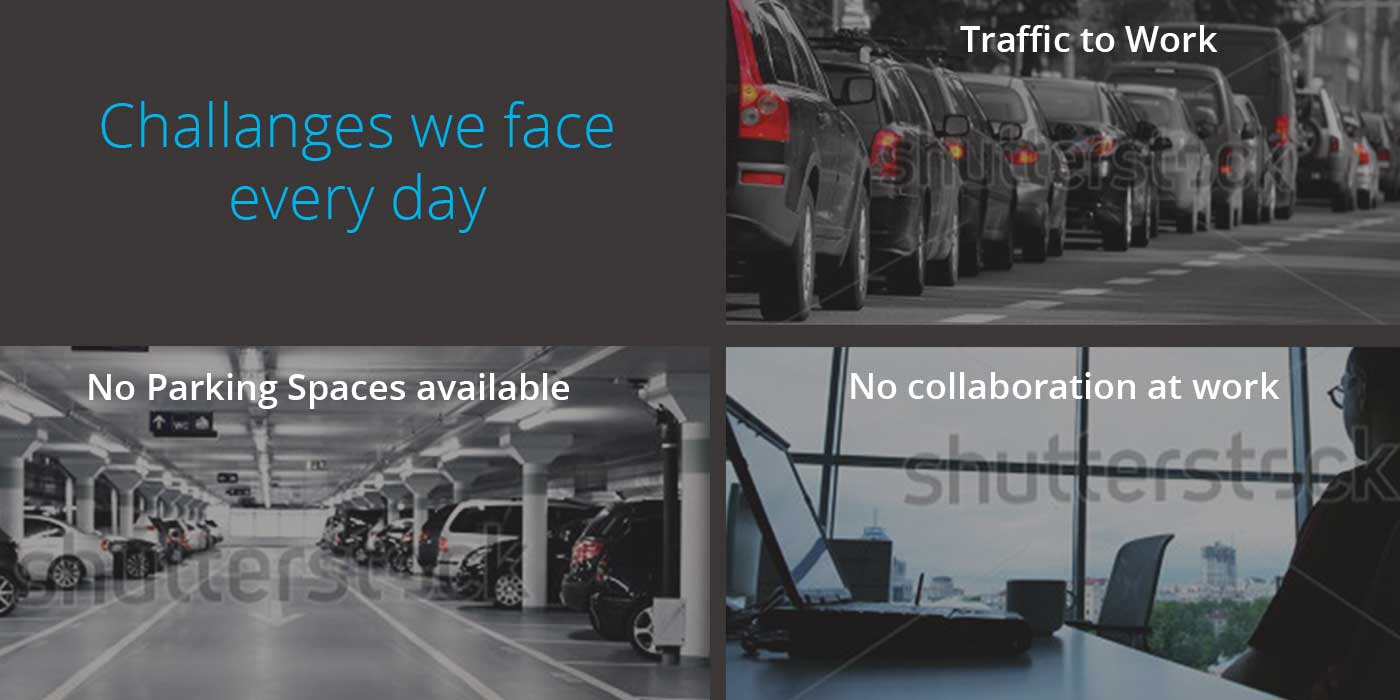 Challanges we face
every day
Traffic to Work
shutterstock
No Parking Spaces available
WC
shutterstock
No collaboration at work
shutterstock